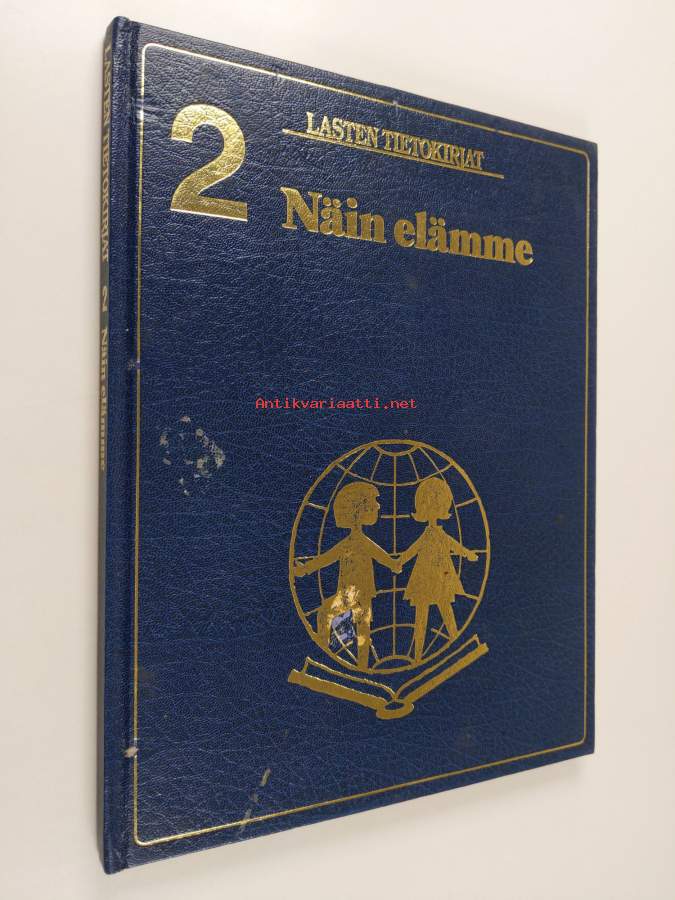 2
LASTEN TIETOKIRJAT
Näin elämme
LASTEN TIETOKIRJAT 2 Näin elämme
Antikvariaatti.net